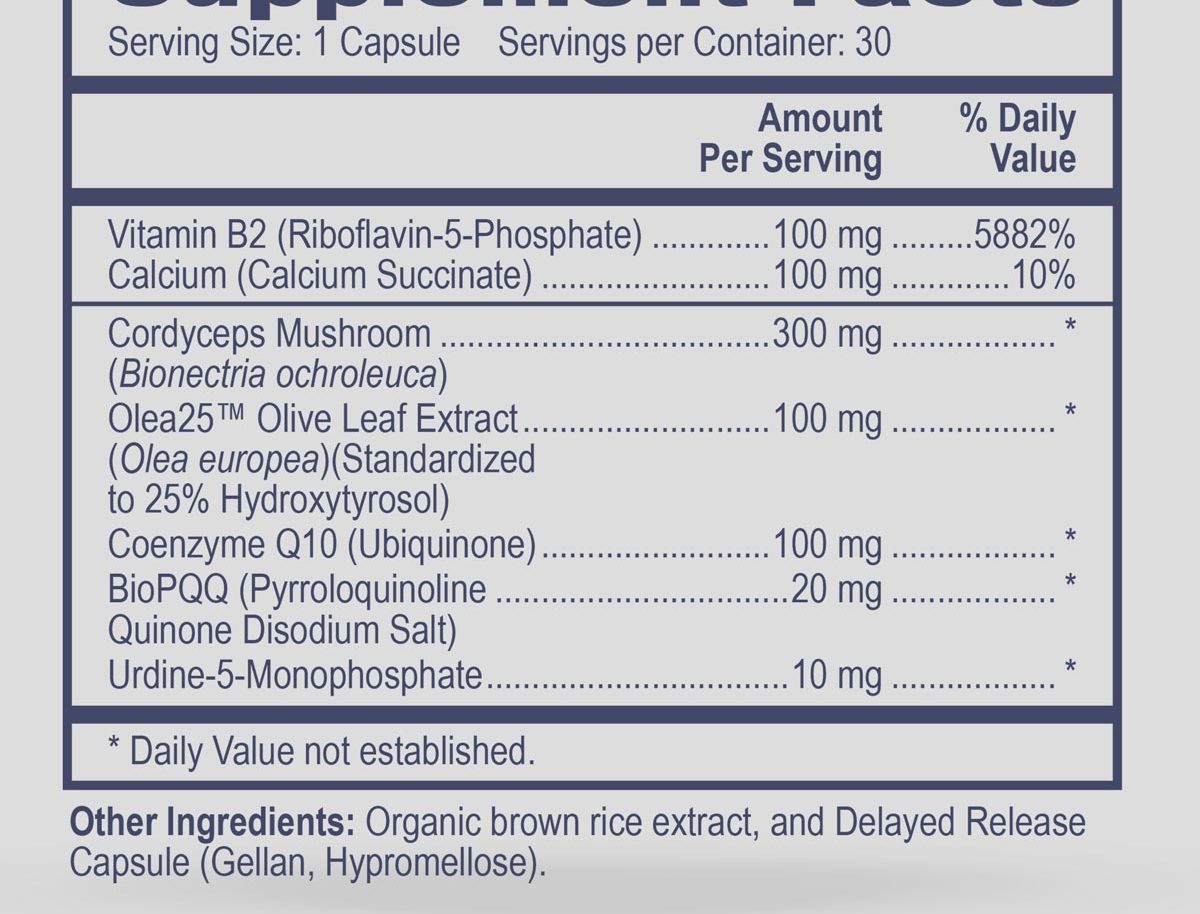 Supplement Facts
Serving Size: 1 Capsule Servings per Container: 30
Amount % Daily
Per Serving Value
Vitamin B2 (Riboflavin-5-Phosphate) .............100 mg .........5882%
Calcium (Calcium Succinate) .........................100 mg .............10%
Cordyceps Mushroom ....................................300 mg .................. *
(Bionectria ochroleuca)
Olea25™ Olive Leaf Extract...........................100 mg .................. *
(Olea europea)(Standardized
to 25% Hydroxytyrosol)
Coenzyme Q10 (Ubiquinone).........................100 mg .................. *
BioPQQ (Pyrroloquinoline ................................20 mg .................. *
Quinone Disodium Salt)
Urdine-5-Monophosphate.................................10 mg .................. *
* Daily Value not established.
Other Ingredients: Organic brown rice extract, and Delayed Release
Capsule (Gellan, Hypromellose).